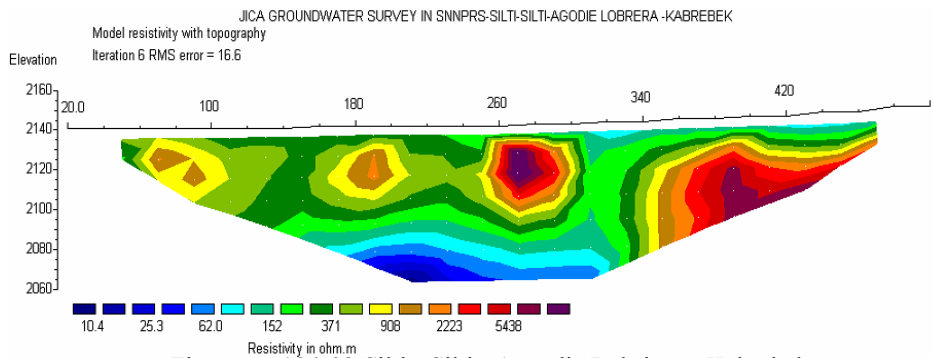 JICA GROUNDWATER SURVEY IN SNNPRS-SILTI-SILTI-AGODIE LOBRERA -KABREBEK
Model resistivity with topography
Iteration 6 RMS error = 16.6
Elevation
2160
2140
2120
2100
2080
2060
20.0 100 180 260 340 420
10.4 25.3 62.0 152 371 908 2223 5438
Resistivity in ohm.m